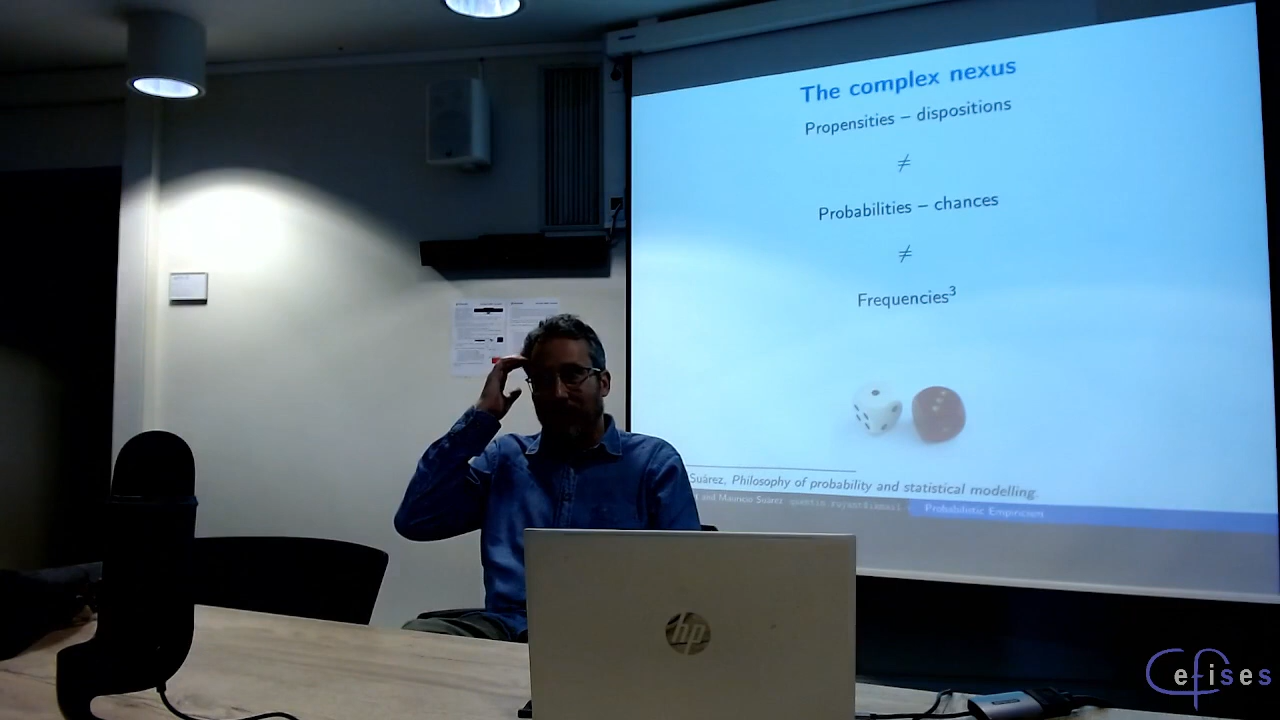 The complex nexus
Propensities – dispositions
≠
Probabilities – chances
≠
Frequencies³
Suárez, Philosophy of probability and statistical modelling.
and Mauricio Suárez
Probabilistic Empiricism
hp
Cefises